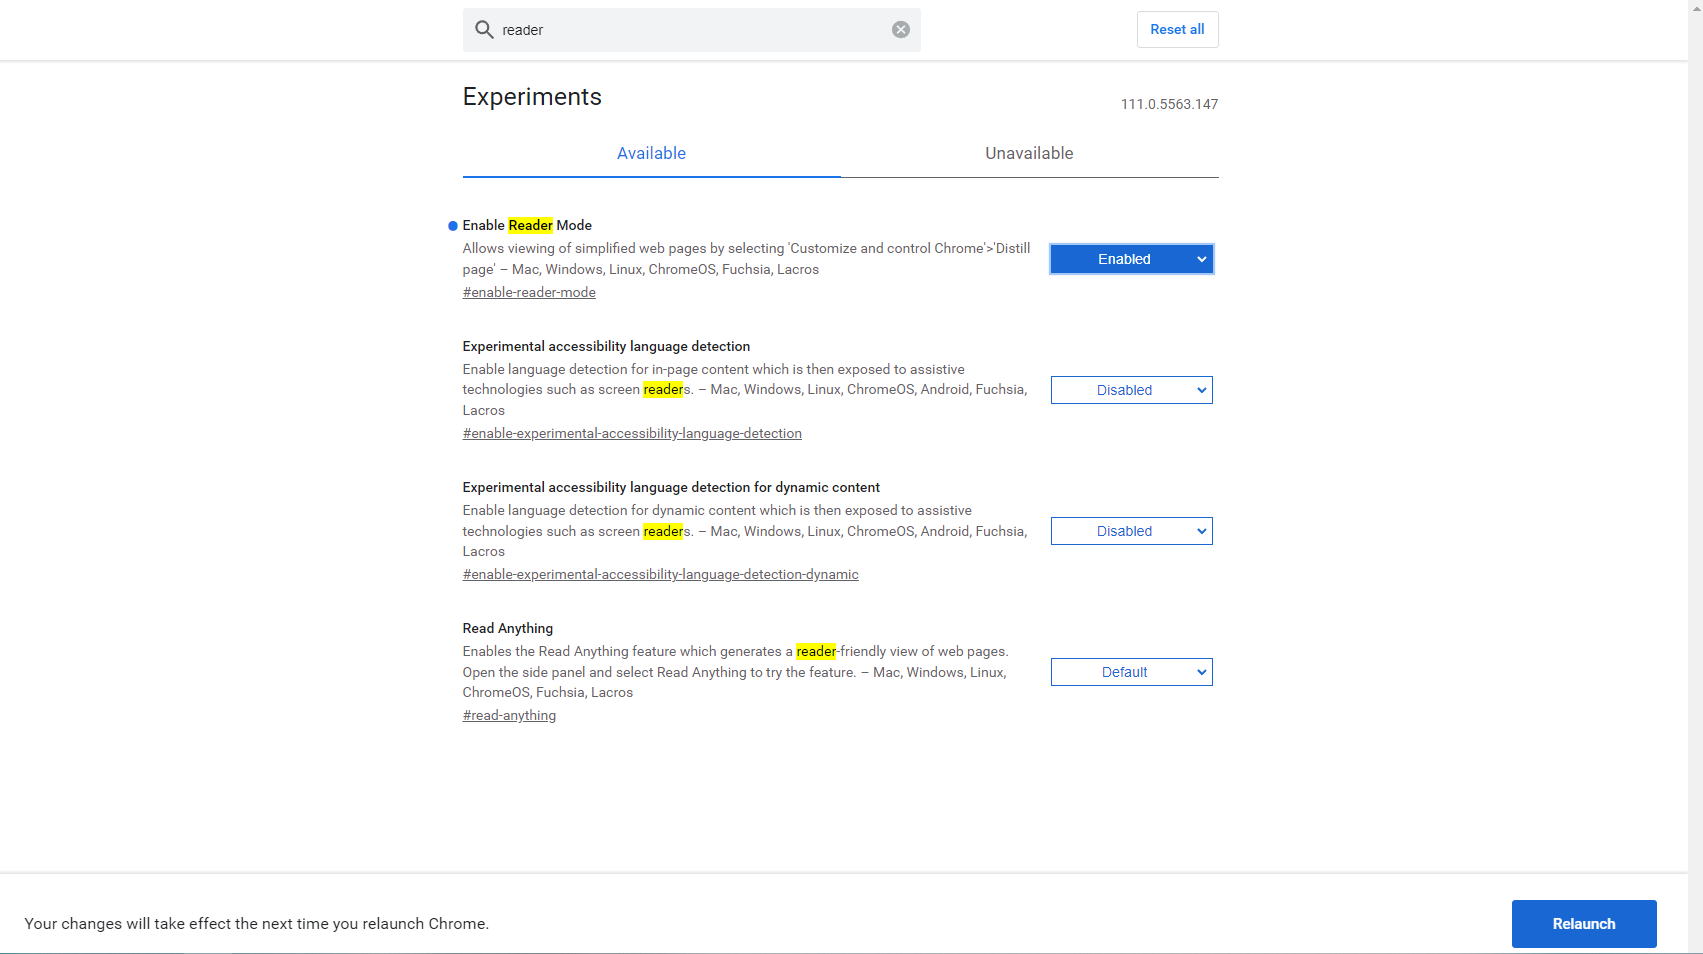 reader
Reset all
Experiments
111.0.5563.147
Available
Unavailable
Enable Reader Mode
Allows viewing of simplified web pages by selecting 'Customize and control Chrome'>'Distill
page' – Mac, Windows, Linux, ChromeOS, Fuchsia, Lacros
#enable-reader-mode
Enabled
Experimental accessibility language detection
Enable language detection for in-page content which is then exposed to assistive
technologies such as screen readers. – Mac, Windows, Linux, ChromeOS, Android, Fuchsia,
Lacros
#enable-experimental-accessibility-language-detection
Disabled
Experimental accessibility language detection for dynamic content
Enable language detection for dynamic content which is then exposed to assistive
technologies such as screen readers. – Mac, Windows, Linux, ChromeOS, Android, Fuchsia,
Lacros
#enable-experimental-accessibility-language-detection-dynamic
Disabled
Read Anything
Enables the Read Anything feature which generates a reader-friendly view of web pages.
Open the side panel and select Read Anything to try the feature. – Mac, Windows, Linux,
ChromeOS, Fuchsia, Lacros
#read-anything
Default
Your changes will take effect the next time you relaunch Chrome.
Relaunch